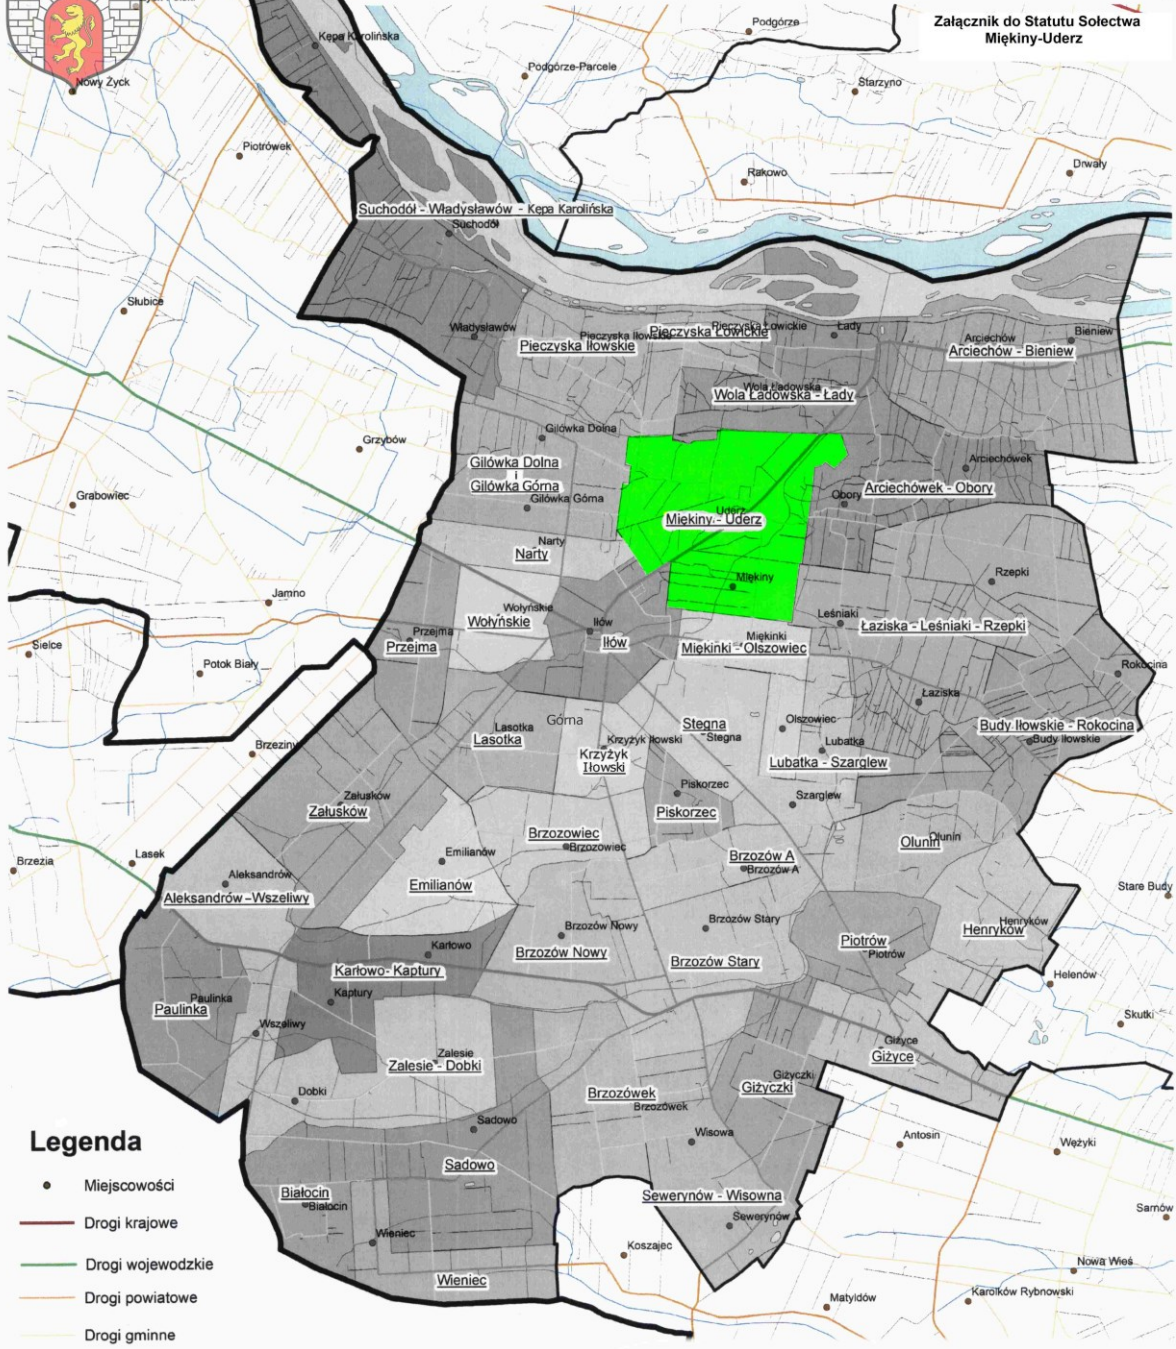 Załącznik do Statutu Sołectwa
Miękiny-Uderz
Podgórze
Kępa Karolińska
Podgórze-Parcele
Nowy Życk
Starzyno
Piotrówek
Drwały
Rakowo
Suchodół - Władysławów - Kępa Karolińska
Suchodół
Słubice
Władysławów
Pieczyska Iłowskie
Pieczyska Łowickie
Pieczyska Łowickie
Łady
Arciechów
Bieniew
Pieczyska Iłowskie
Arciechów - Bieniew
Wola Ładowska
Wola Ładowska - Łady
Gilówka Dolna
Grzybów
Gilówka Dolna
i
Gilówka Górna
Arciechówek
Arciechówek - Obory
Grabowiec
Gilówka Górna
Obory
Uderz
Miękiny - Uderz
Narty
Narty
Miękiny
Rzepki
Jamno
Wołyńskie
Wołyńskie
Iłów
Iłów
Leśniaki
Łaziska - Leśniaki - Rzepki
Przejma
Przejma
Miękinki
Miękinki - Olszowiec
Sielce
Potok Biały
Rokocina
Łaziska
Górna
Lasotka
Lasotka
Stegna
Stegna
Olszowiec
Budy Iłowskie - Rokocina
Budy Iłowskie
Brzeziny
Krzyżyk Iłowski
Krzyżyk
Iłowski
Lubatka
Lubatka - Szarglew
Załusków
Załusków
Piskorzec
Piskorzec
Szarglew
Brzozowiec
Brzozowiec
Olunin
Olunin
Brzezia
Lasek
Emilianów
Emilianów
Brzozów A
Brzozów A
Aleksandrów
Aleksandrów-Wszeliwy
Stare Budy
Brzozów Nowy
Brzozów Nowy
Brzozów Stary
Brzozów Stary
Henryków
Henryków
Karłowo
Karłowo-Kaptury
Piotrów
Piotrów
Helenów
Kaptury
Paulinka
Paulinka
Skutki
Wszeliwy
Zalesie
Zalesie - Dobki
Giżyce
Giżyce
Giżyczki
Giżyczki
Dobki
Brzozówek
Brzozówek
Sadowo
Sadowo
Wisowa
Antosin
Wężyki
Białocin
Białocin
Sewerynów - Wisowna
Sewerynów
Sarnów
Wieniec
Wieniec
Koszajec
Nowa Wieś
Matyldów
Karolków Rybnowski
Legenda
Miejscowości
Drogi krajowe
Drogi wojewodzkie
Drogi powiatowe
Drogi gminne